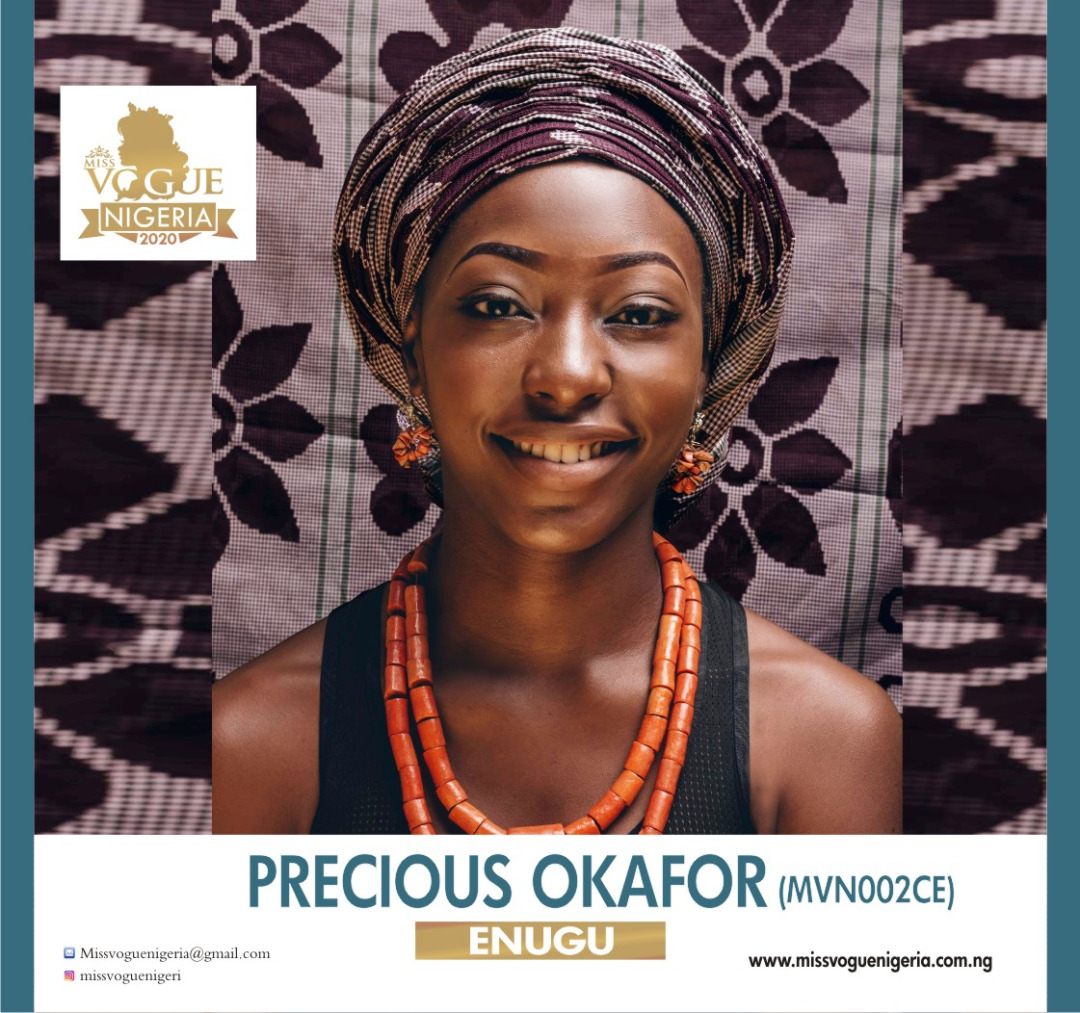 MISS
VOGUE
NIGERIA
2020
PRECIOUS OKAFOR (MVN002CE)
ENUGU
Missvoguenigeria@gmail.com
missvoguenigeri
www.missvoguenigeria.com.ng